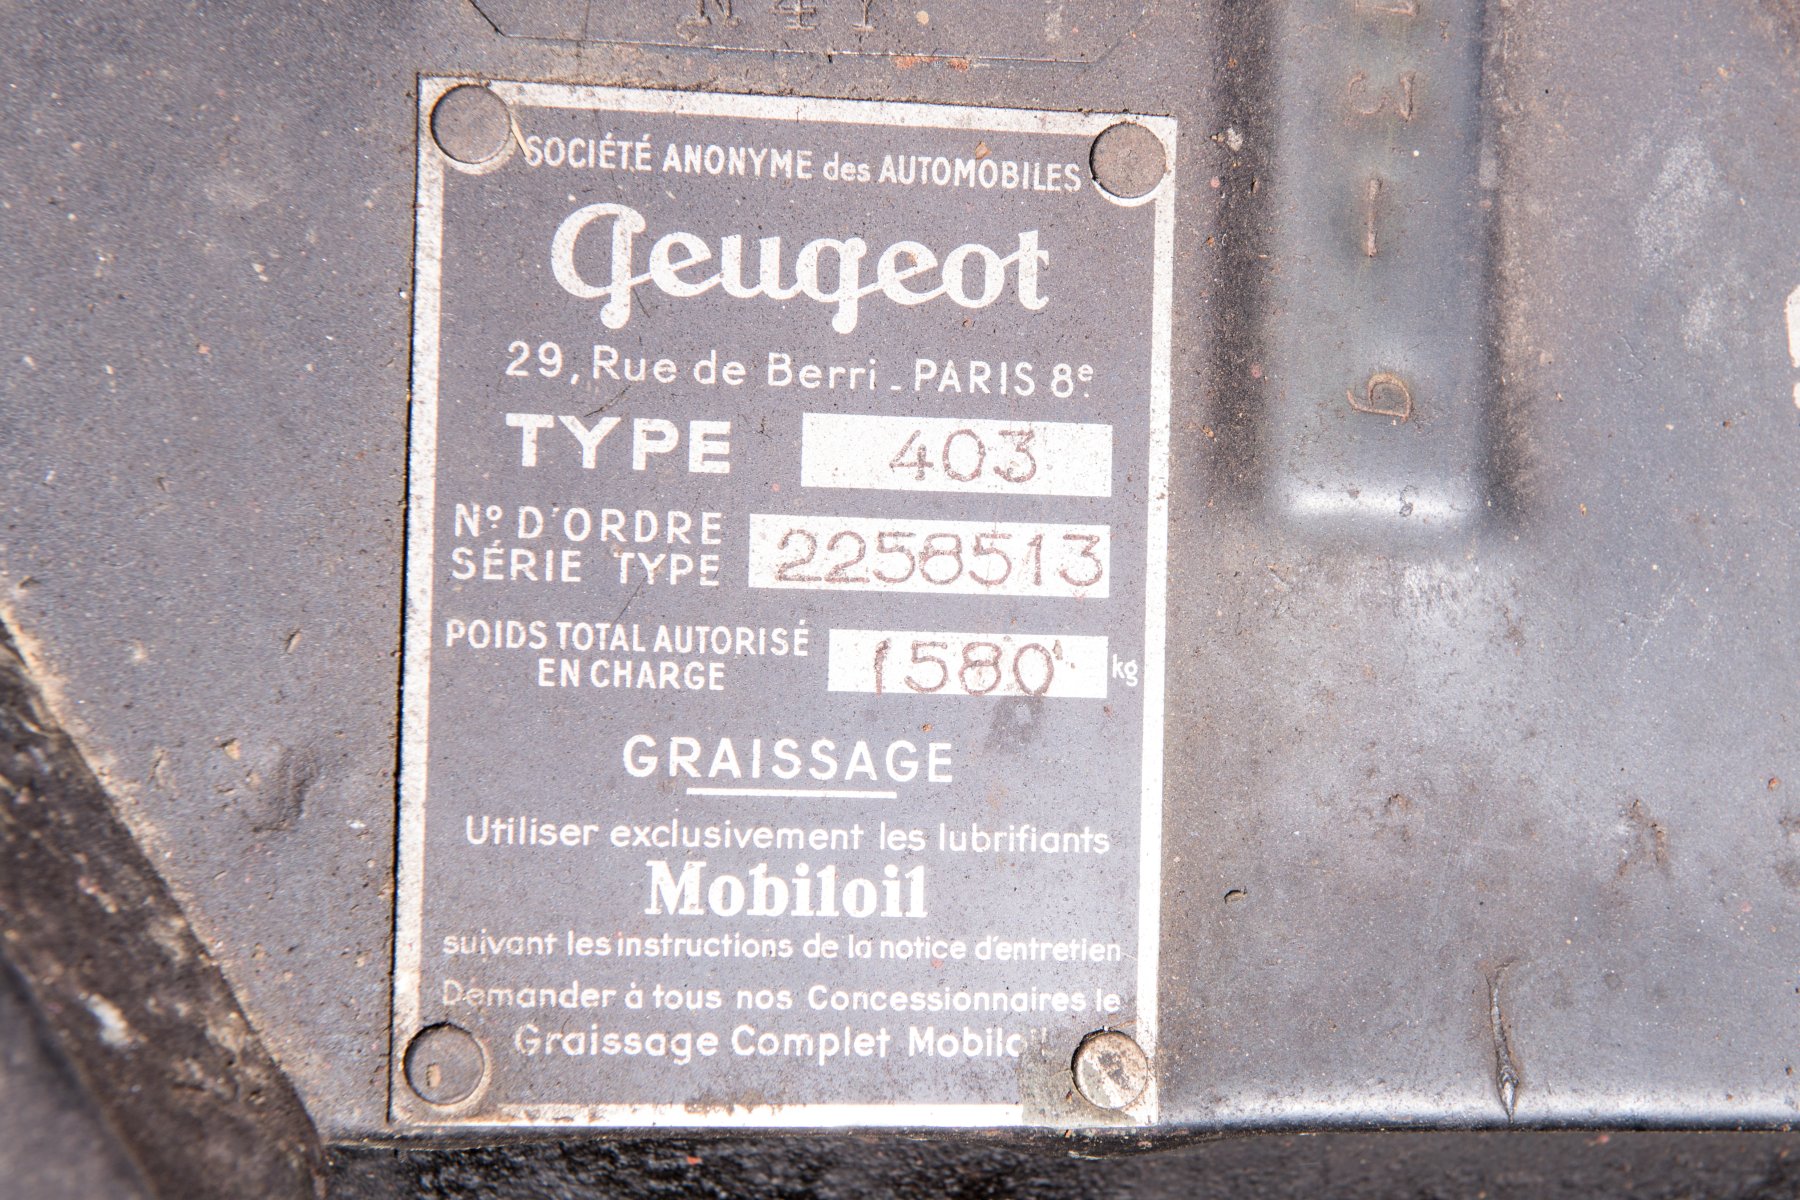 N 4 Y
SOCIÉTÉ ANONYME des AUTOMOBILES
Peugeot
29, Rue de Berri - PARIS 8e.
TYPE 403
No D'ORDRE
SÉRIE TYPE 2258513
POIDS TOTAL AUTORISÉ
EN CHARGE 1580 kg
GRAISSAGE
Utiliser exclusivement les lubrifiants
Mobiloil
suivant les instructions de la notice d'entretien
Demander à tous nos Concessionnaires le
Graissage Complet Mobiloil